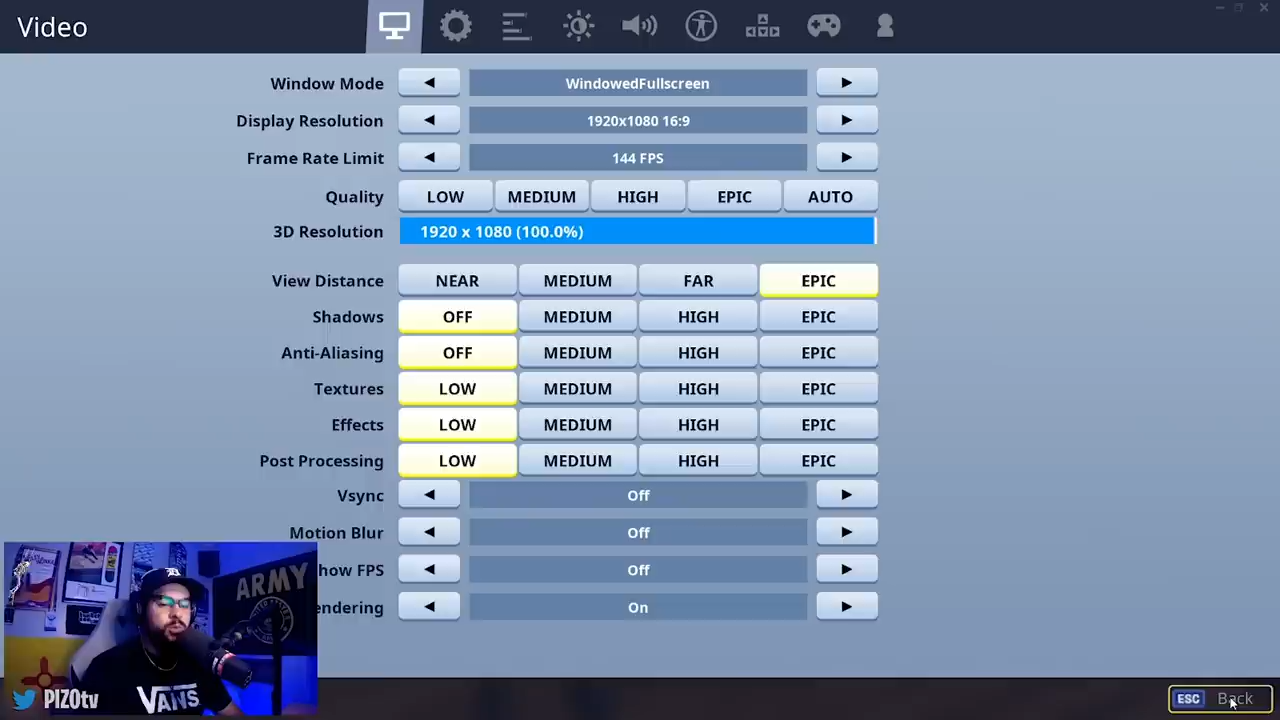 Video
Window Mode ◄ WindowedFullscreen ►
Display Resolution ◄ 1920x1080 16:9 ►
Frame Rate Limit ◄ 144 FPS ►
Quality LOW MEDIUM HIGH EPIC AUTO
3D Resolution 1920 x 1080 (100.0%)
View Distance NEAR MEDIUM FAR EPIC
Shadows OFF MEDIUM HIGH EPIC
Anti-Aliasing OFF MEDIUM HIGH EPIC
Textures LOW MEDIUM HIGH EPIC
Effects LOW MEDIUM HIGH EPIC
Post Processing LOW MEDIUM HIGH EPIC
Vsync ◄ Off ►
Motion Blur ◄ Off ►
how FPS ◄ Off ►
endering ◄ On ►
ARMY
VANS
PIZOtv
ESC Back